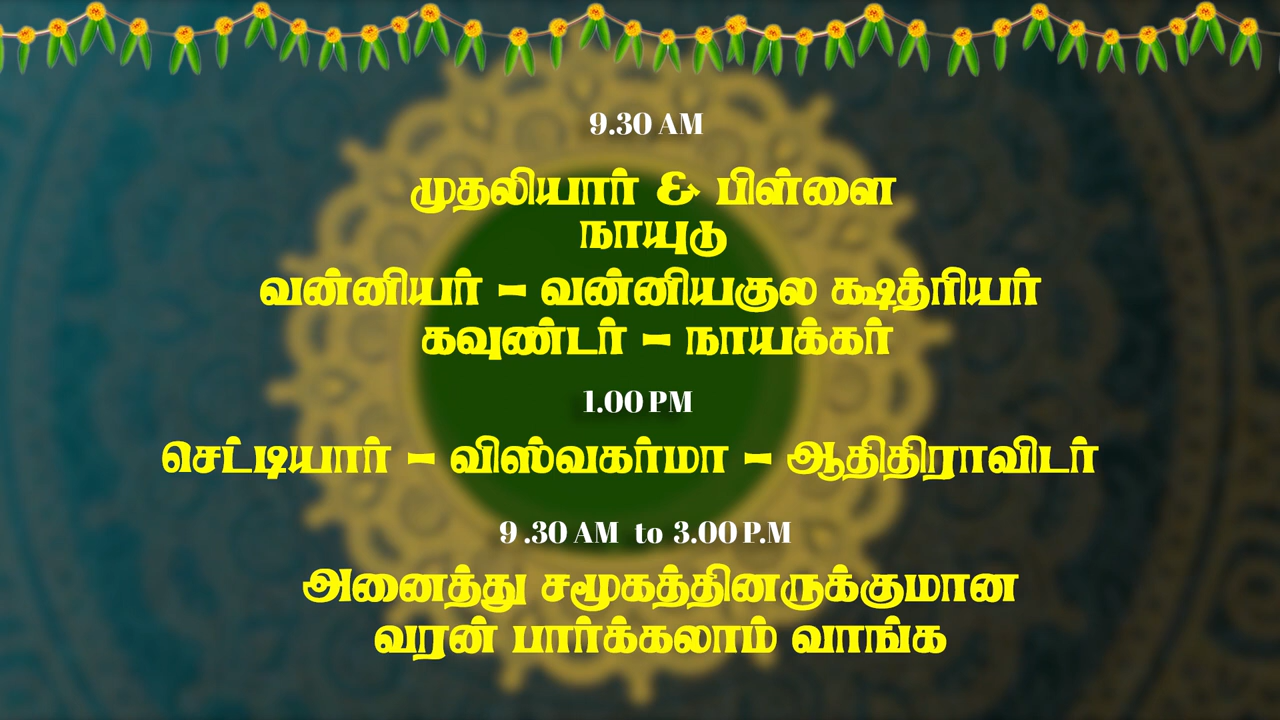 9.30 AM
முதலியார் & பிள்ளை
நாயுடு
வன்னியர் - வன்னியகுல க்ஷத்ரியர்
கவுண்டர் - நாயக்கர்
1.00 PM
செட்டியார் - விஸ்வகர்மா - ஆதிதிராவிடர்
9 .30 AM to 3.00 P.M
அனைத்து சமூகத்தினருக்குமான
வரன் பார்க்கலாம் வாங்க